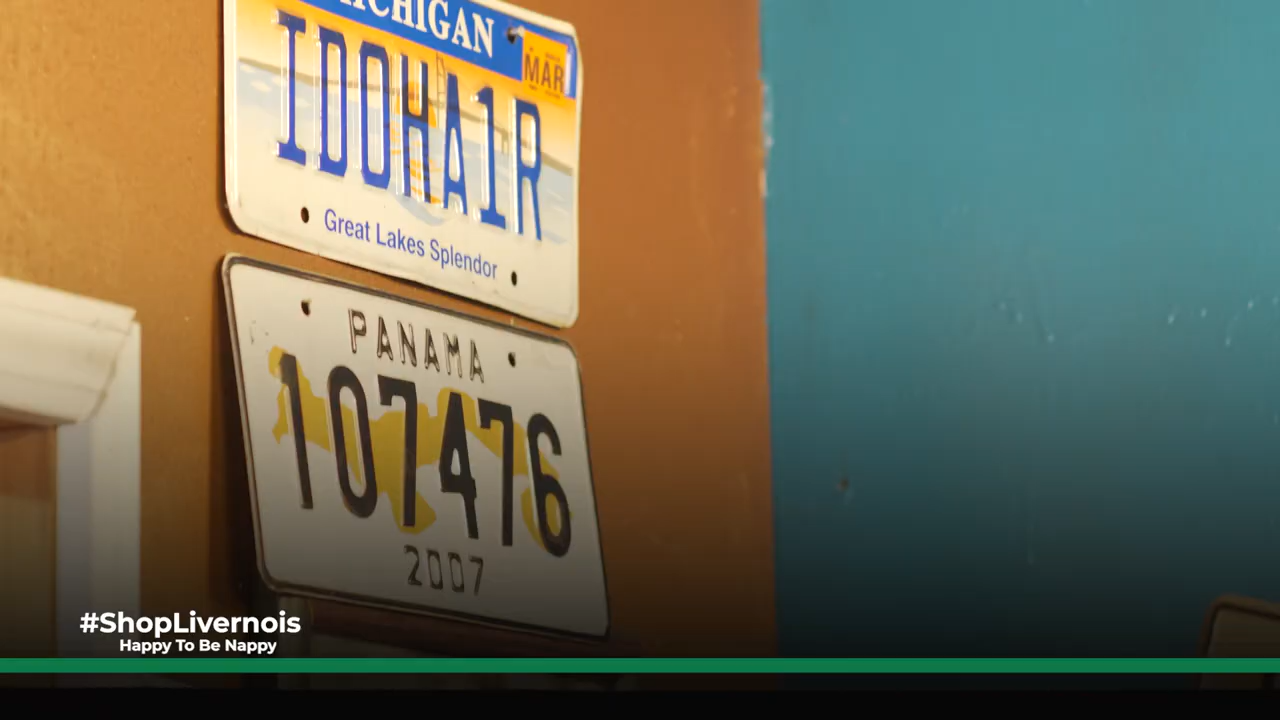 MICHIGAN
MAR
IDOHA1R
Great Lakes Splendor
PANAMA
107476
2007
#ShopLivernois
Happy To Be Nappy